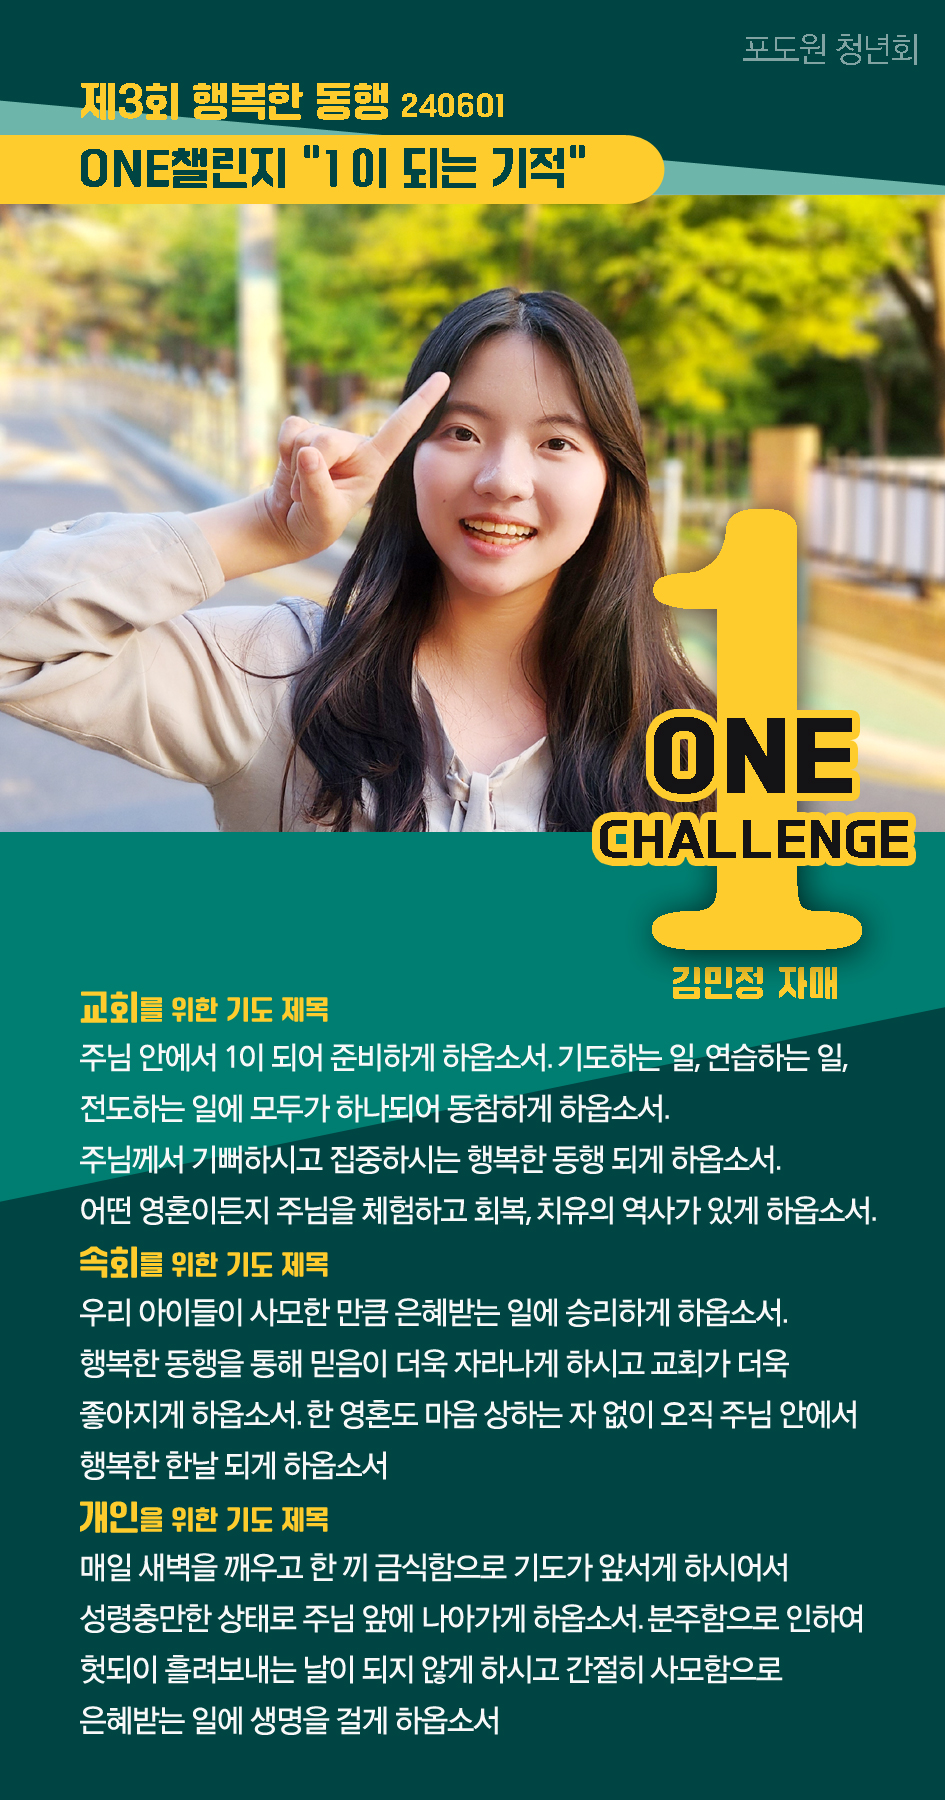 포도원 청년회
제3회 행복한 동행 240601
ONE챌린지 "1이 되는 기적"
1
ONE
CHALLENGE
김민정 자매
교회를 위한 기도 제목
주님 안에서 1이 되어 준비하게 하옵소서. 기도하는 일, 연습하는 일,
전도하는 일에 모두가 하나되어 동참하게 하옵소서.
주님께서 기뻐하시고 집중하시는 행복한 동행 되게 하옵소서.
어떤 영혼이든지 주님을 체험하고 회복, 치유의 역사가 있게 하옵소서.
속회를 위한 기도 제목
우리 아이들이 사모한 만큼 은혜받는 일에 승리하게 하옵소서.
행복한 동행을 통해 믿음이 더욱 자라나게 하시고 교회가 더욱
좋아지게 하옵소서. 한 영혼도 마음 상하는 자 없이 오직 주님 안에서
행복한 한날 되게 하옵소서
개인을 위한 기도 제목
매일 새벽을 깨우고 한 끼 금식함으로 기도가 앞서게 하시어서
성령충만한 상태로 주님 앞에 나아가게 하옵소서. 분주함으로 인하여
헛되이 흘려보내는 날이 되지 않게 하시고 간절히 사모함으로
은혜받는 일에 생명을 걸게 하옵소서